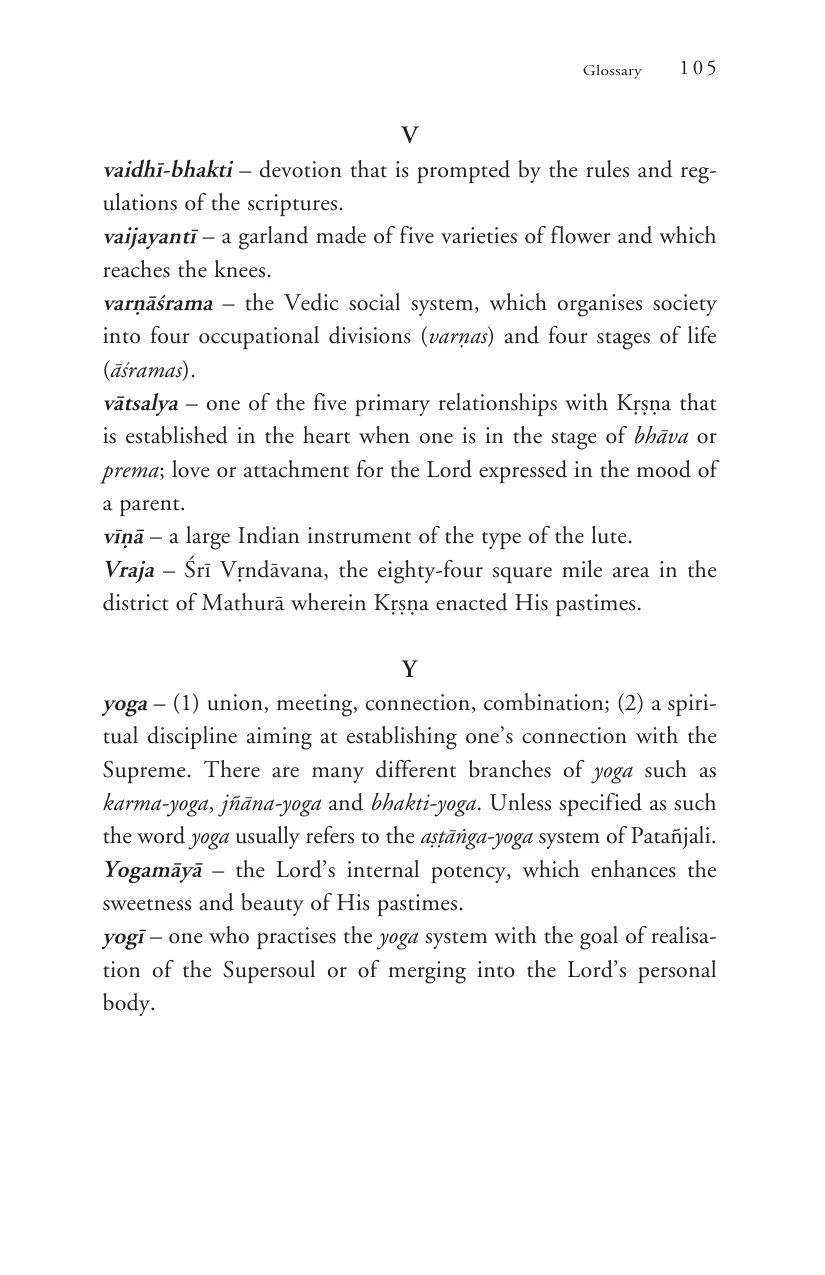 Glossary 105
V
vaidhī-bhakti – devotion that is prompted by the rules and reg-
ulations of the scriptures.
vaijayantī – a garland made of five varieties of flower and which
reaches the knees.
varṇāśrama – the Vedic social system, which organises society
into four occupational divisions (varṇas) and four stages of life
(āśramas).
vātsalya – one of the five primary relationships with Kṛṣṇa that
is established in the heart when one is in the stage of bhāva or
prema; love or attachment for the Lord expressed in the mood of
a parent.
vīṇā – a large Indian instrument of the type of the lute.
Vraja – Śrī Vṛndāvana, the eighty-four square mile area in the
district of Mathurā wherein Kṛṣṇa enacted His pastimes.
Y
yoga – (1) union, meeting, connection, combination; (2) a spiri-
tual discipline aiming at establishing one’s connection with the
Supreme. There are many different branches of yoga such as
karma-yoga, jñāna-yoga and bhakti-yoga. Unless specified as such
the word yoga usually refers to the aṣṭāṅga-yoga system of Patañjali.
Yogamāyā – the Lord’s internal potency, which enhances the
sweetness and beauty of His pastimes.
yogī – one who practises the yoga system with the goal of realisa-
tion of the Supersoul or of merging into the Lord’s personal
body.